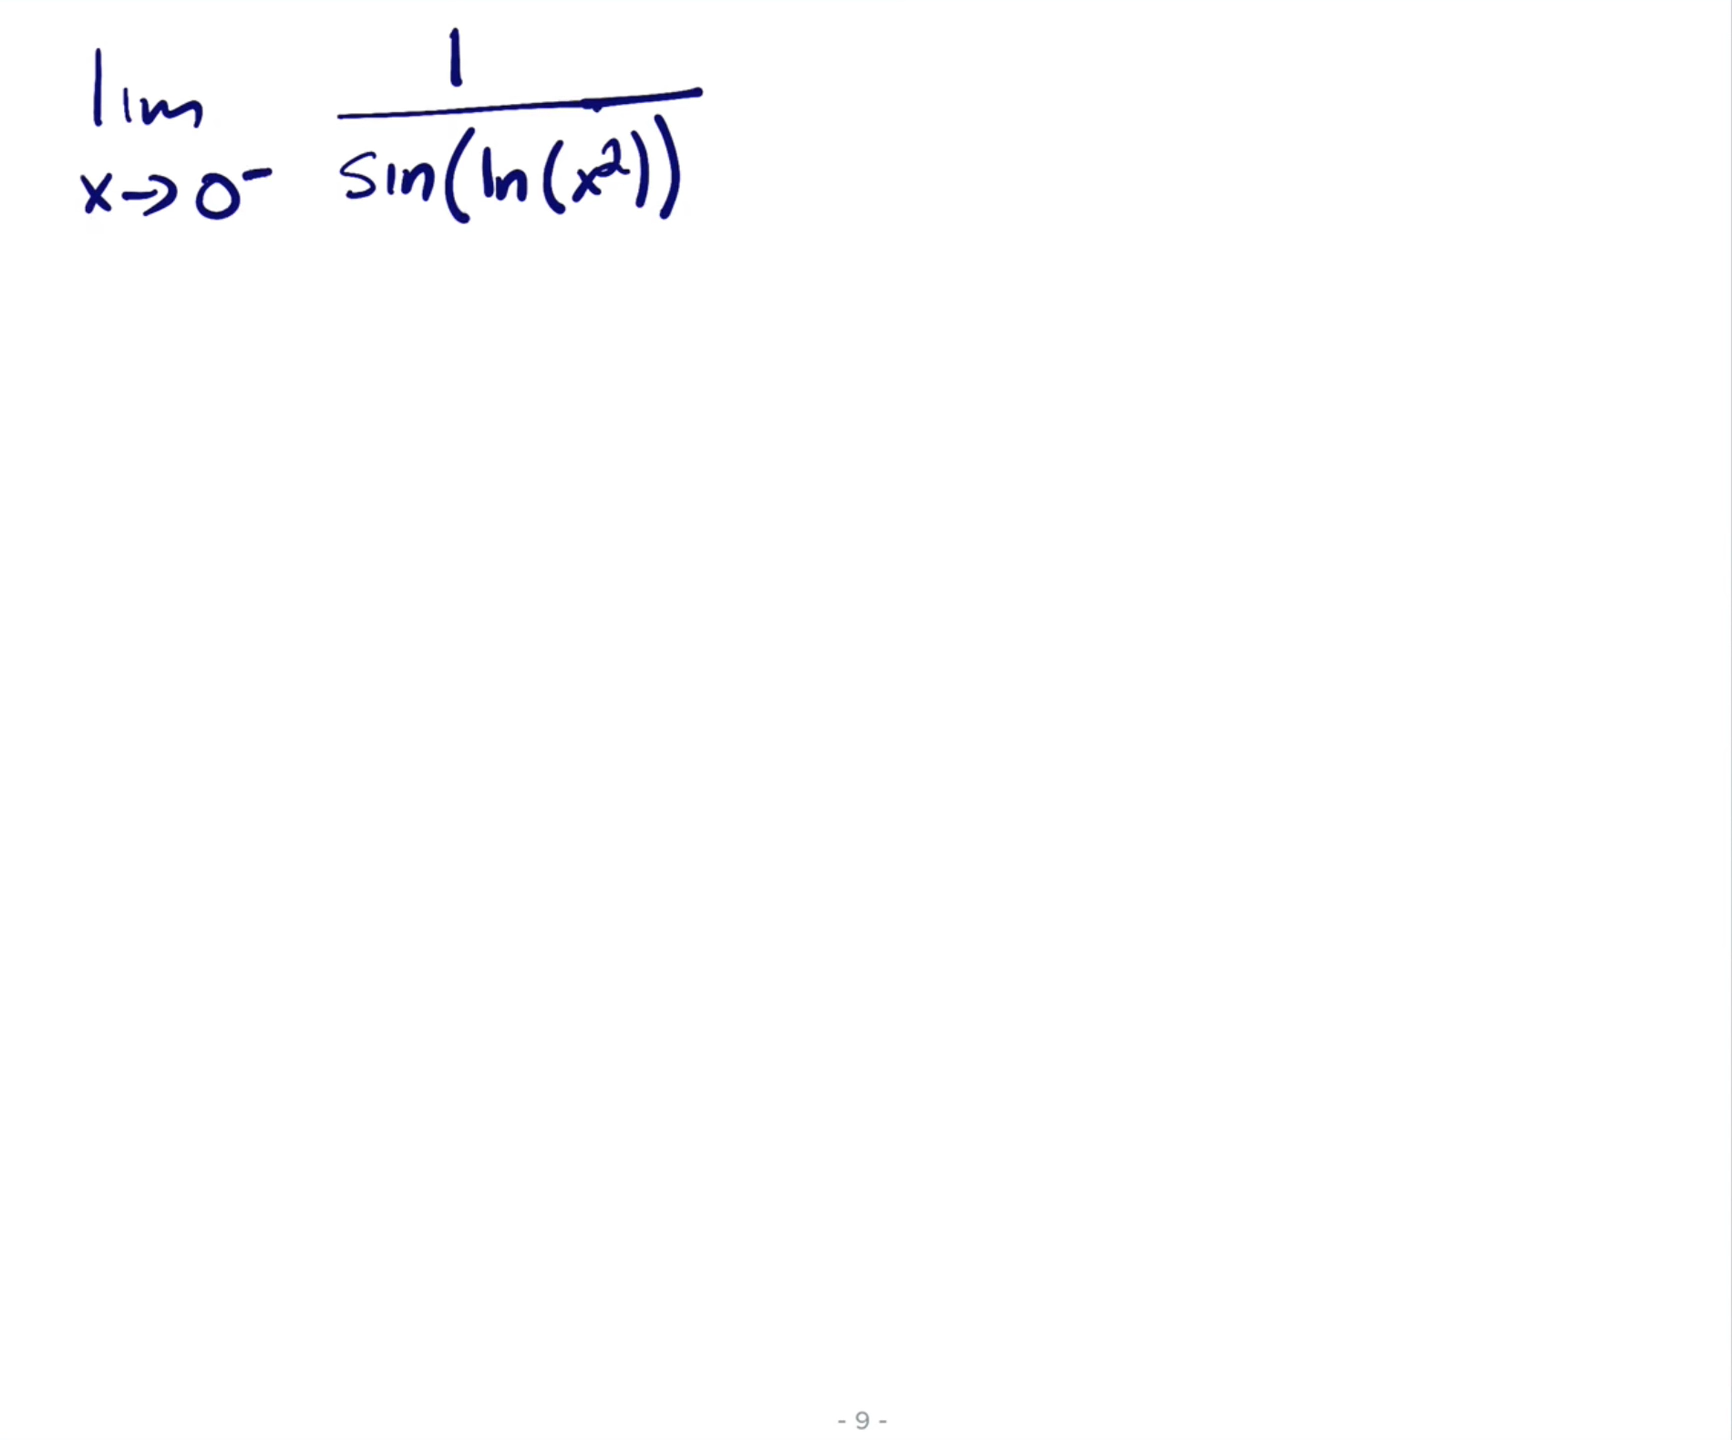 lim 1
x→0⁻ sin(ln(x²))
- 9 -